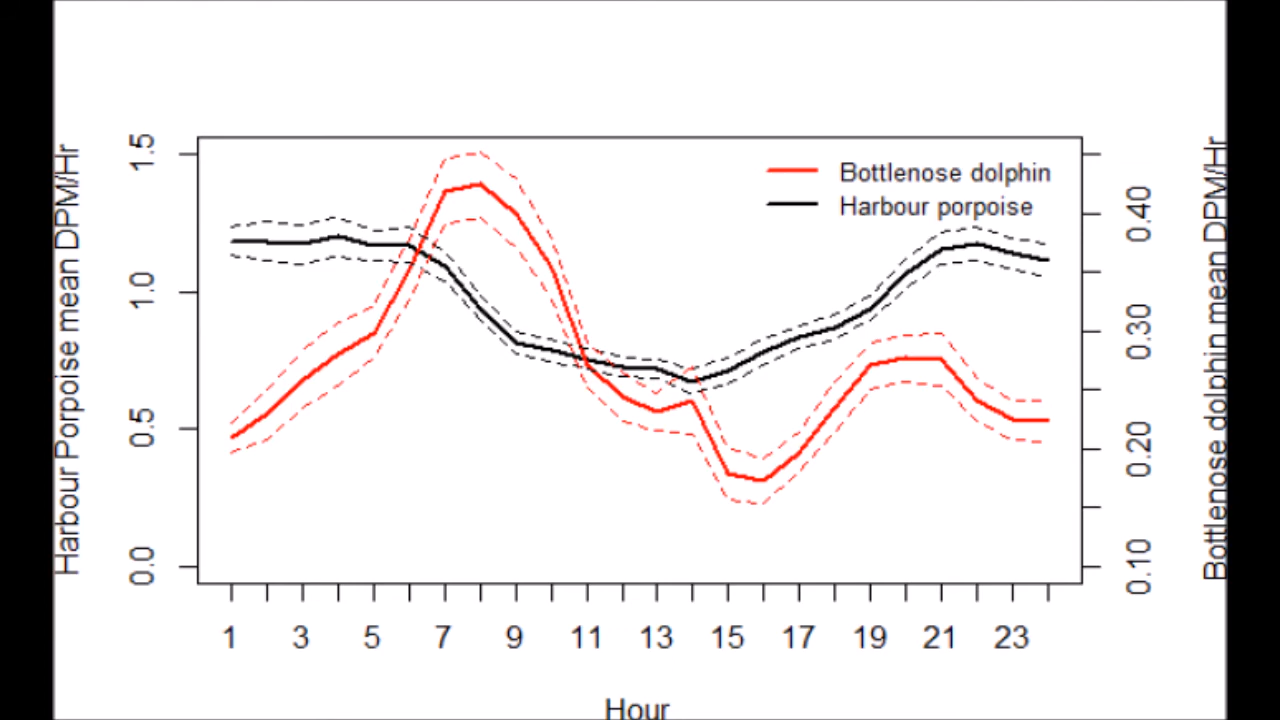 Harbour Porpoise mean DPM/Hr
1.5
1.0
0.5
0.0
Bottlenose dolphin
Harbour porpoise
0.40
0.30
0.20
0.10
Bottlenose dolphin mean DPM/Hr
1 3 5 7 9 11 13 15 17 19 21 23
Hour